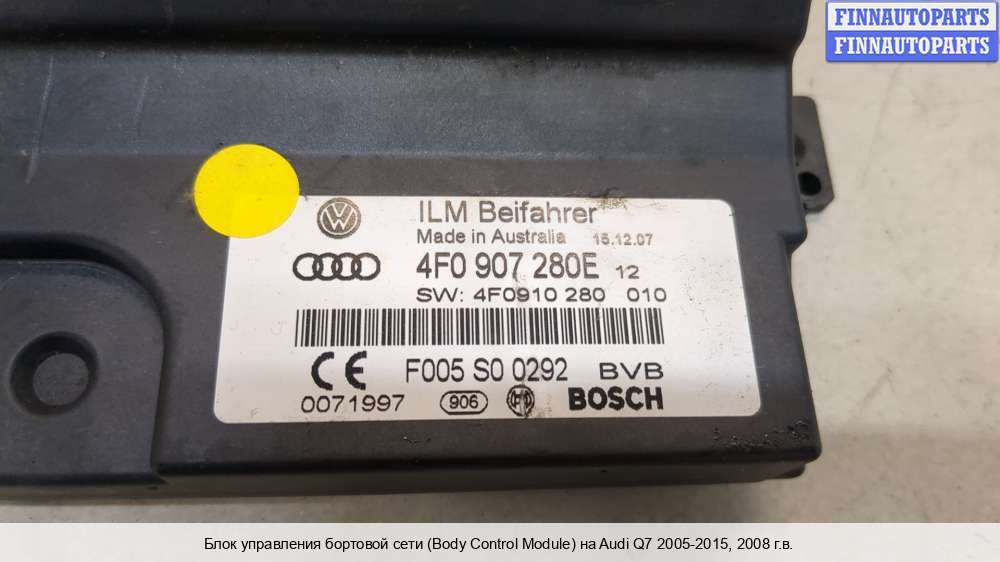 FINNAUTOPARTS
FINNAUTOPARTS
ILM Beifahrer
Made in Australia 15.12.07
4F0 907 280E 12
SW: 4F0910 280 010
CE F005 S0 0292 BVB
0071997 906 BOSCH
Блок управления бортовой сети (Body Control Module) на Audi Q7 2005-2015, 2008 г.в.